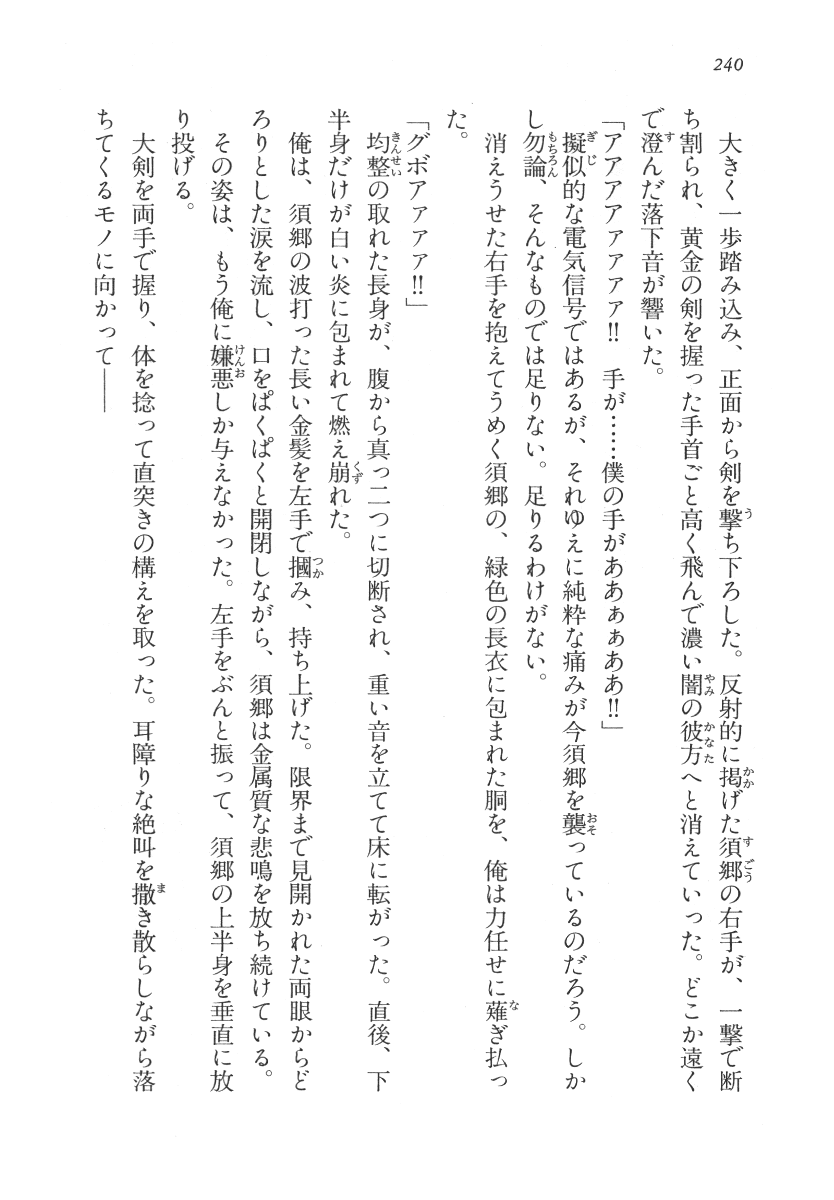 240
大きく一歩踏み込み、正面から剣を撃ち下ろした。反射的に掲げた須郷の右手が、一撃で断
ち割られ、黄金の剣を握った手首ごと高く飛んで濃い闇の彼方へと消えていった。どこか遠く
で澄んだ落下音が響いた。
「アアアアァァァァ!! 手が……僕の手がああぁぁああ!!」
擬似的な電気信号ではあるが、それゆえに純粋な痛みが今須郷を襲っているのだろう。しか
し勿論、そんなものでは足りない。足りるわけがない。
消えうせた右手を抱えてうめく須郷の、緑色の長衣に包まれた胴を、俺は力任せに薙ぎ払っ
た。
「グボアァァァ!!」
均整の取れた長身が、腹から真っ二つに切断され、重い音を立てて床に転がった。直後、下
半身だけが白い炎に包まれて燃え崩れた。
俺は、須郷の波打った長い金髪を左手で摑み、持ち上げた。限界まで見開かれた両眼からど
ろりとした涙を流し、口をぱくぱくと開閉しながら、須郷は金属質な悲鳴を放ち続けている。
その姿は、もう俺に嫌悪しか与えなかった。左手をぶんと振って、須郷の上半身を垂直に放
り投げる。
大剣を両手で握り、体を捻って直突きの構えを取った。耳障りな絶叫を撒き散らしながら落
ちてくるモノに向かって――